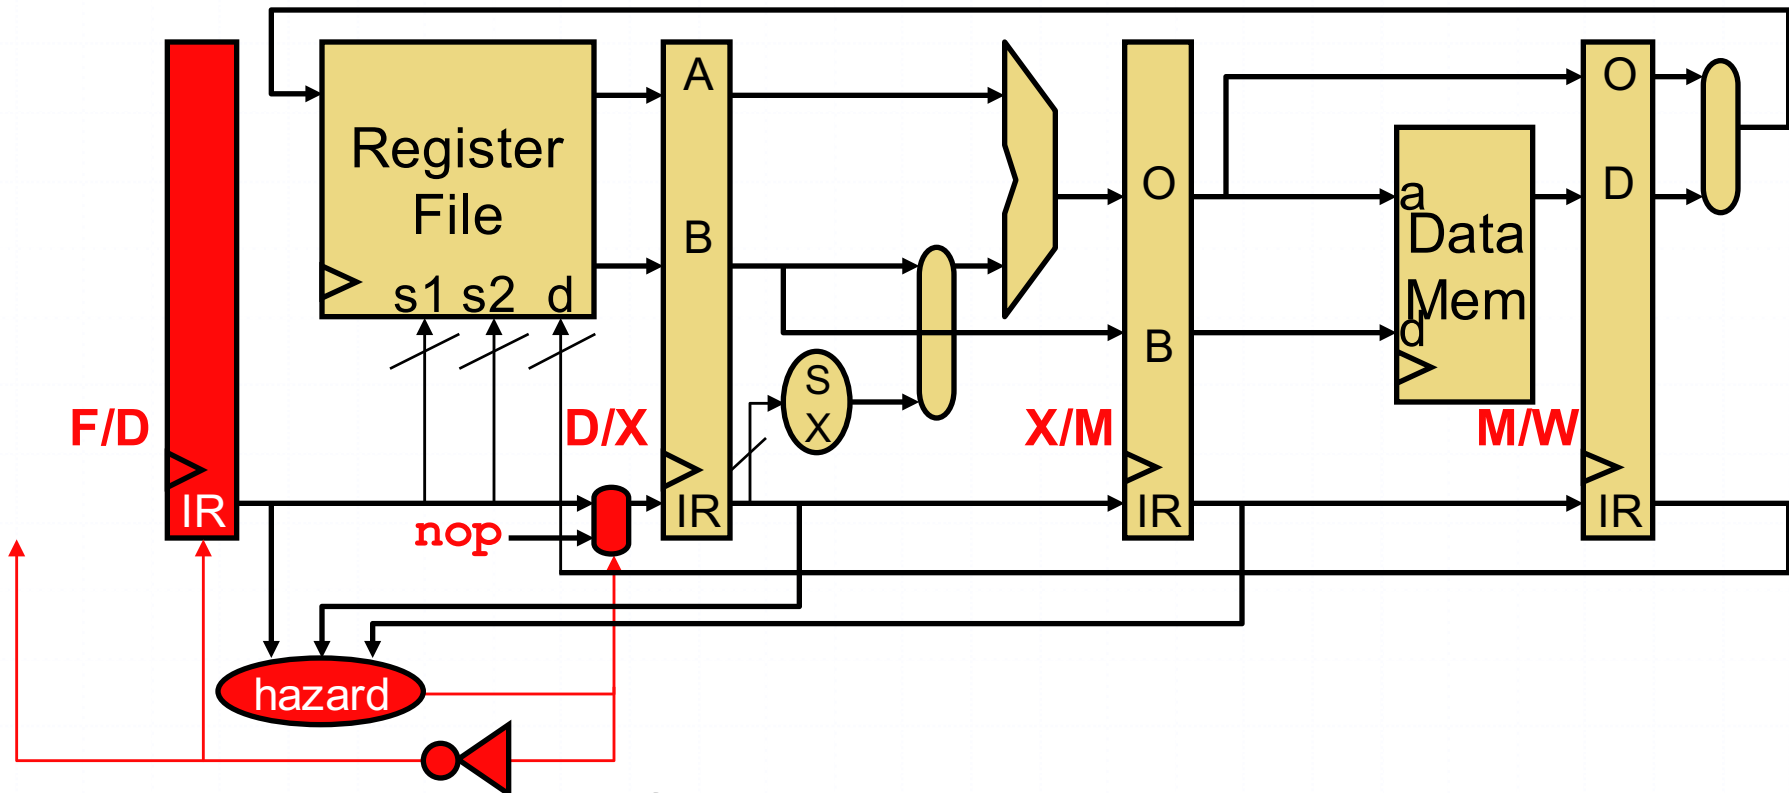 F/D
IR
Register
File
s1 s2 d
nop
hazard
D/X
A
B
IR
S
X
X/M
O
B
IR
a
Data
Mem
d
M/W
O
D
IR